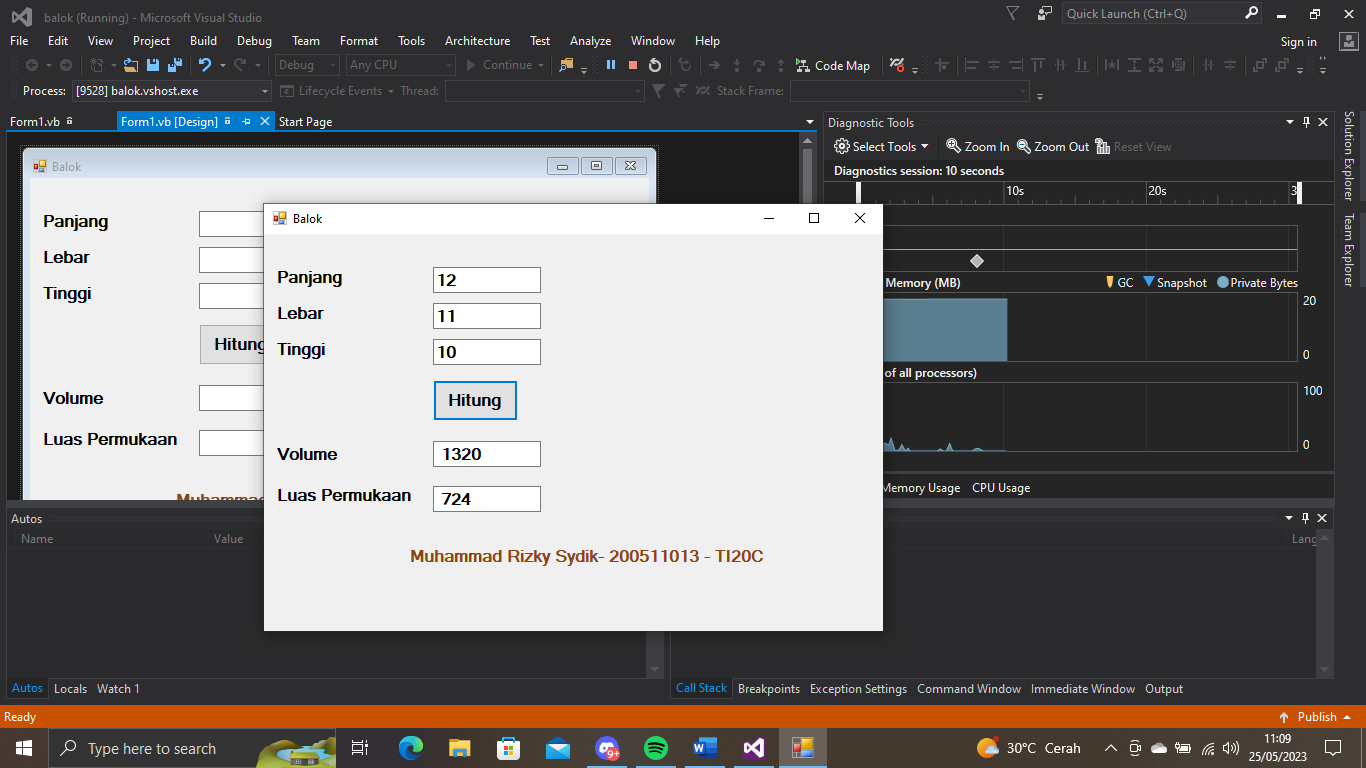 balok (Running) - Microsoft Visual Studio
Quick Launch (Ctrl+Q)
File Edit View Project Build Debug Team Format Tools Architecture Test Analyze Window Help
Sign in
Debug Any CPU Continue Code Map
Process: [9528] balok.vshost.exe Lifecycle Events Thread: Stack Frame:
Form1.vb Form1.vb [Design] Start Page
Balok
Panjang
Lebar
Tinggi
Hitung
Volume
Luas Permukaan
Balok
Panjang 12
Lebar 11
Tinggi 10
Hitung
Volume 1320
Luas Permukaan 724
Muhammad Rizky Sydik- 200511013 - TI20C
Diagnostic Tools
Select Tools Zoom In Zoom Out Reset View
Diagnostics session: 10 seconds
10s 20s
Memory (MB) GC Snapshot Private Bytes
20
0
of all processors)
100
0
Memory Usage CPU Usage
Solution Explorer
Team Explorer
Autos
Name Value
Lang
Autos Locals Watch 1
Call Stack Breakpoints Exception Settings Command Window Immediate Window Output
Ready
Publish
Type here to search
9+
30°C Cerah
11:09
25/05/2023